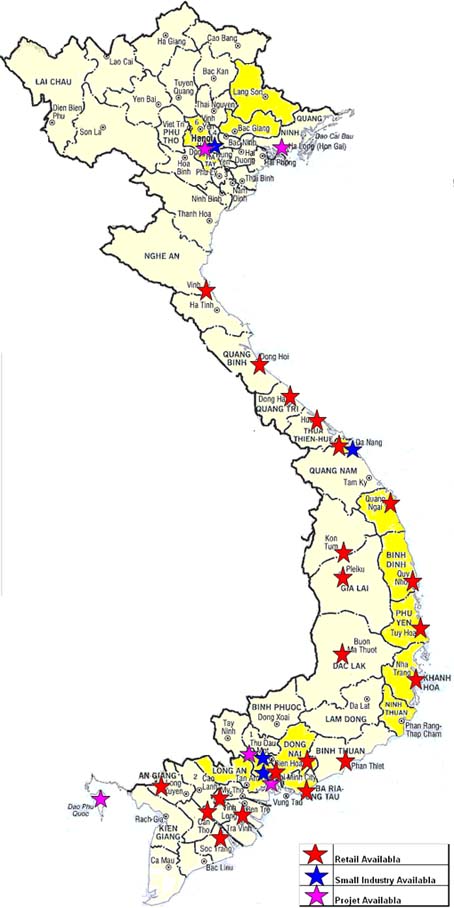 Ha Giang
Cao Bang
Lao Cai
LAI CHAU
Bac Kan
Tuyen
Quang
Lang Son
Yen Bai
Thai Nguyen
QUANG
Dien Bien
Phu
Son La
Viet Tri
PHU
THO
Vinh
Yen
Bac Giang
NINH
Dao Cai Bau
Hanoi
Bac Ninh
Ha Long (Hon Gai)
Hai
Duong
Hai Phong
Hoa
Binh
TAY
Thai Binh
Nam
Dinh
Ninh Binh
Thanh Hoa
NGHE AN
Vinh
Ha Tinh
QUANG
BINH
Dong Hoi
Dong Ha
QUANG TRI
Hue
THUA
THIEN-HUE
Da Nang
QUANG NAM
Tam Ky
Quang
Ngai
Kon
Tum
BINH
DINH
Pleiku
GIA LAI
Quy
Nhon
PHU
YEN
Tuy Hoa
Buon
Ma Thuot
DAC LAK
Nha
Trang
KHANH
HOA
Da Lat
NINH
THUAN
BINH PHUOC
Dong Xoai
LAM DONG
Phan Rang-
Thap Cham
Tay
Ninh
Thu Dau
Mot
DONG
NAI
BINH THUAN
Bien Hoa
Phan Thiet
AN GIANG
LONG AN
Tan An
BA RIA-
VUNG TAU
Vung Tau
Dao Phu
Quoc
Long
Xuyen
Cao
Lanh
My Tho
Rach Gia
KIEN
GIANG
Can
Tho
Vinh
Long
Ben Tre
Tra Vinh
Soc Trang
Ca Mau
Bac Lieu
Retail Availabla
Small Industry Availabla
Projet Availabla